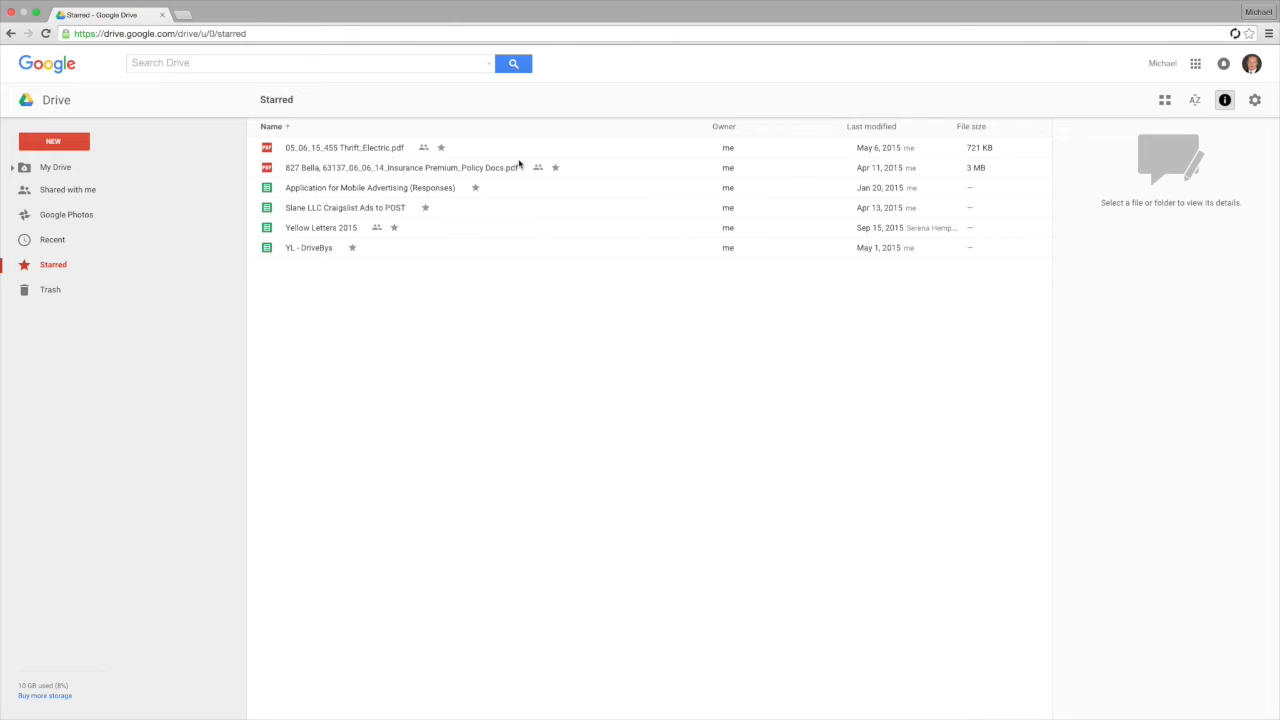 Starred - Google Drive
Michael
https://drive.google.com/drive/u/0/starred
Google
Search Drive
Michael
Drive
Starred
AZ
NEW
My Drive
Shared with me
Google Photos
Recent
Starred
Trash
10 GB used (8%)
Buy more storage
Name Owner Last modified File size
05_06_15_455 Thrift_Electric.pdf me May 6, 2015 me 721 KB
827 Bella, 63137_06_06_14_Insurance Premium_Policy Docs.pdf me Apr 11, 2015 me 3 MB
Application for Mobile Advertising (Responses) me Jan 20, 2015 me –
Slane LLC Craigslist Ads to POST me Apr 13, 2015 me –
Yellow Letters 2015 me Sep 15, 2015 Serena Hemp... –
YL - DriveBys me May 1, 2015 me –
Select a file or folder to view its details.